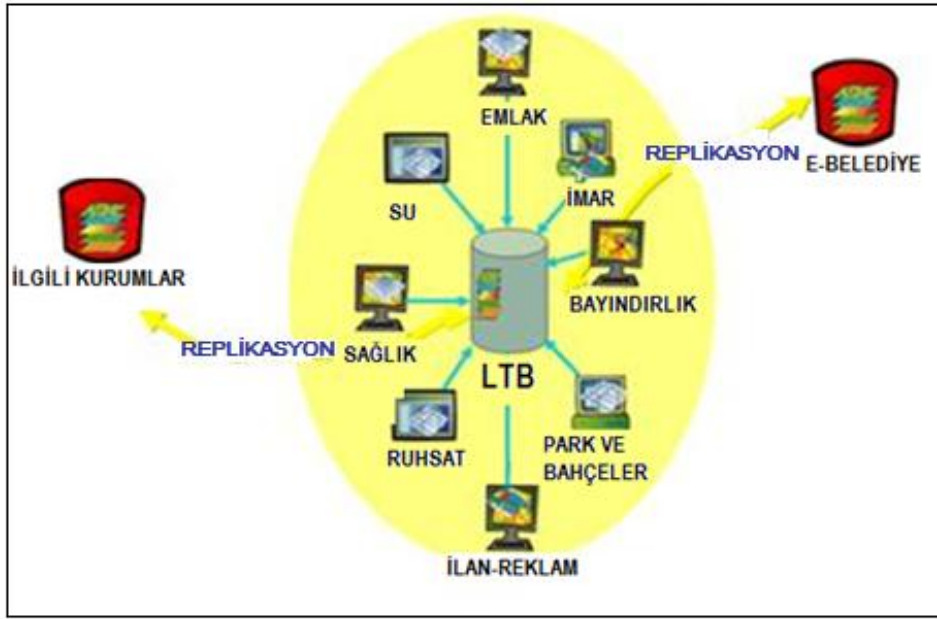 EMLAK
REPLİKASYON
E-BELEDİYE
SU
İMAR
İLGİLİ KURUMLAR
BAYINDIRLIK
REPLİKASYON
SAĞLIK
LTB
RUHSAT
PARK VE
BAHÇELER
İLAN-REKLAM